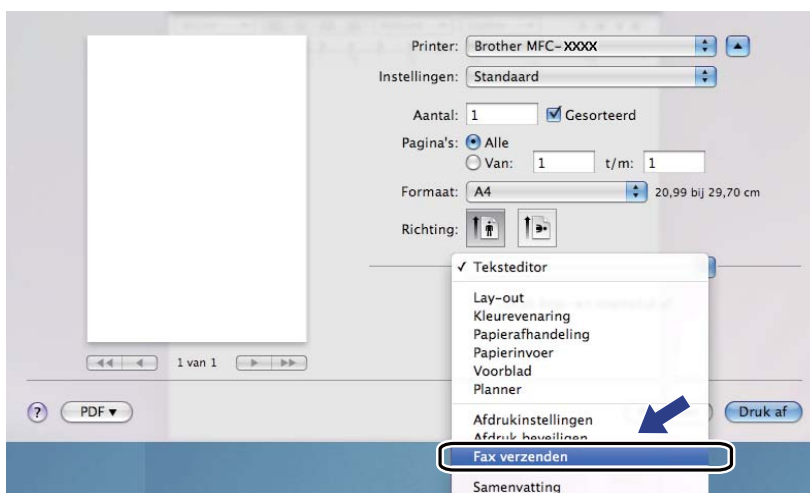 Printer: Brother MFC-XXXX
Instellingen: Standaard
Aantal: 1 Gesorteerd
Pagina's: Alle
Van: 1 t/m: 1
Formaat: A4 20,99 bij 29,70 cm
Richting:
✓ Teksteditor
Lay-out
Kleurevenaring
Papierafhandeling
Papierinvoer
Voorblad
Planner
1 van 1
? PDF ▼
Druk af
Afdrukinstellingen
Afdruk beveiligen
Fax verzenden
Samenvatting